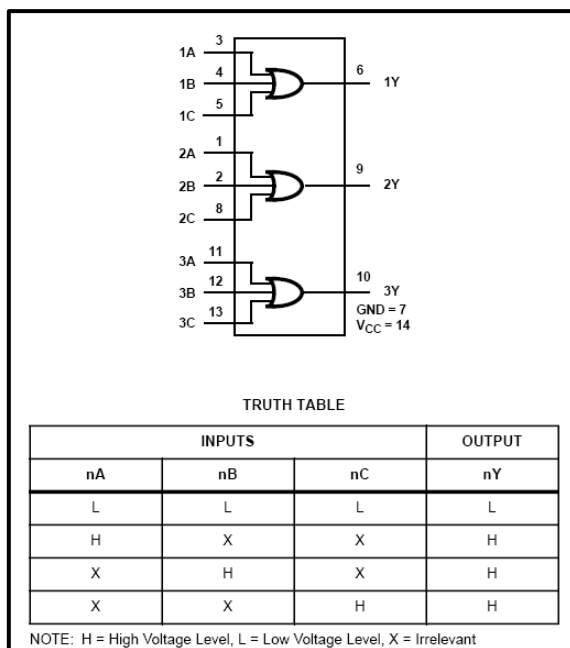 3
1A
6
4
1B
1Y
5
1C
1
2A
9
2
2B
2Y
8
2C
11
3A
10
12
3B
3Y
GND = 7
13
VCC = 14
3C
TRUTH TABLE
INPUTS OUTPUT
nA nB nC nY
L L L L
H X X H
X H X H
X X H H
NOTE: H = High Voltage Level, L = Low Voltage Level, X = Irrelevant